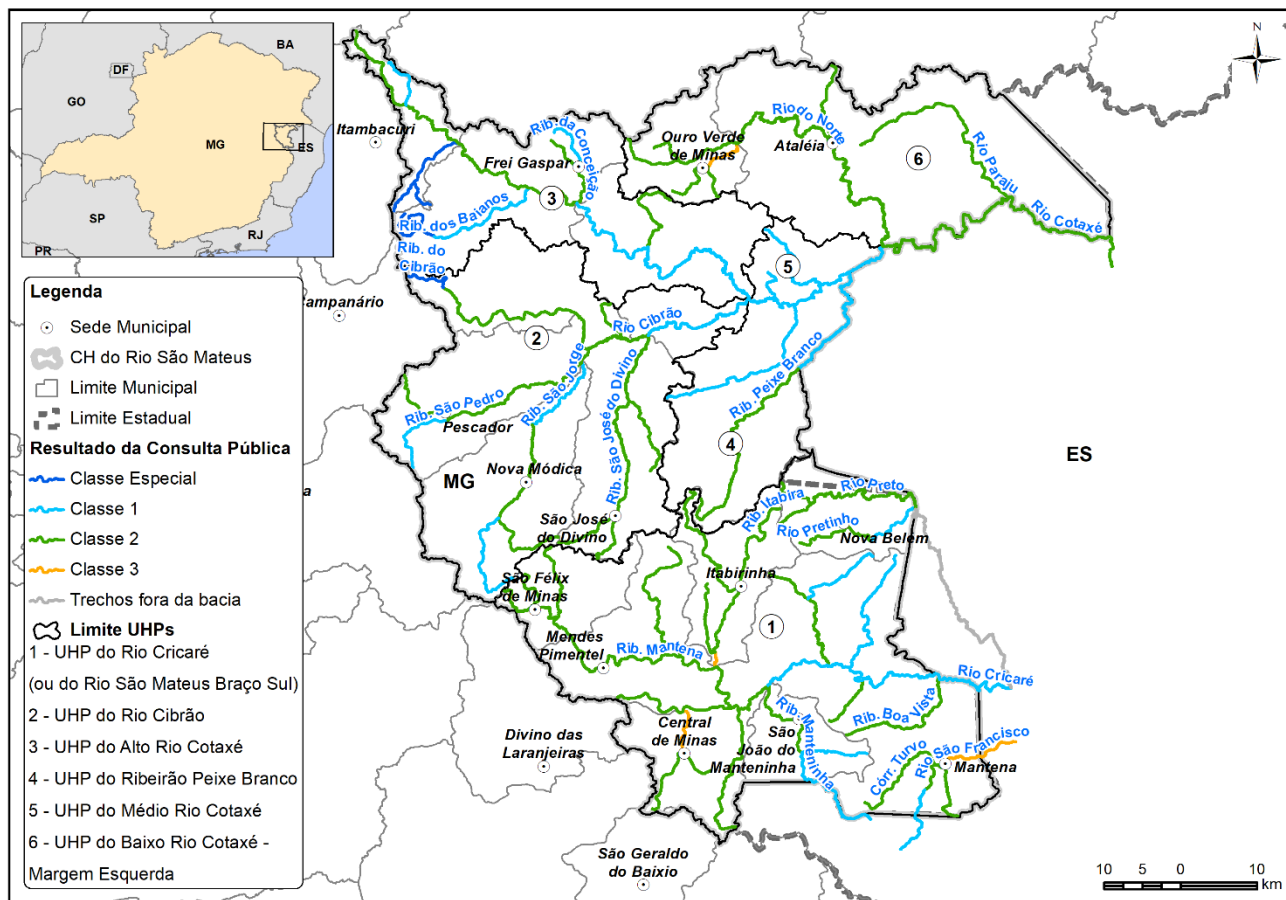 BA
DF
GO
MG
ES
SP
RJ
PR
N
Legenda
Sede Municipal
CH do Rio São Mateus
Limite Municipal
Limite Estadual
Resultado da Consulta Pública
Classe Especial
Classe 1
Classe 2
Classe 3
Trechos fora da bacia
Limite UHPs
1 - UHP do Rio Cricaré
(ou do Rio São Mateus Braço Sul)
2 - UHP do Rio Cibrão
3 - UHP do Alto Rio Cotaxé
4 - UHP do Ribeirão Peixe Branco
5 - UHP do Médio Rio Cotaxé
6 - UHP do Baixo Rio Cotaxé -
Margem Esquerda
Itambacuri
Rib. da Conceição
Frei Gaspar
Ouro Verde
de Minas
Rio do Norte
Ataléia
6
Rio Paraju
Rio Cotaxé
3
Rib. dos Baianos
Rib. do
Cibrão
5
ampanário
Rio Cibrão
2
Rib. São Jorge
Rib. São José do Divino
Rib. Peixe Branco
Rib. São Pedro
Pescador
4
ES
MG
Nova Módica
São José
do Divino
Rib. Itabira
Rio Preto
Rio Pretinho
Nova Belém
São Félix
de Minas
Itabirinha
1
Mendes
Pimentel
Rib. Mantena
Rio Cricaré
Rib. Boa Vista
Rib. Manteninha
Central
de Minas
São
João do
Manteninha
Divino das
Laranjeiras
Córr. Turvo
Rio São Francisco
Mantena
São Geraldo
do Baixio
10 5 0 10
km